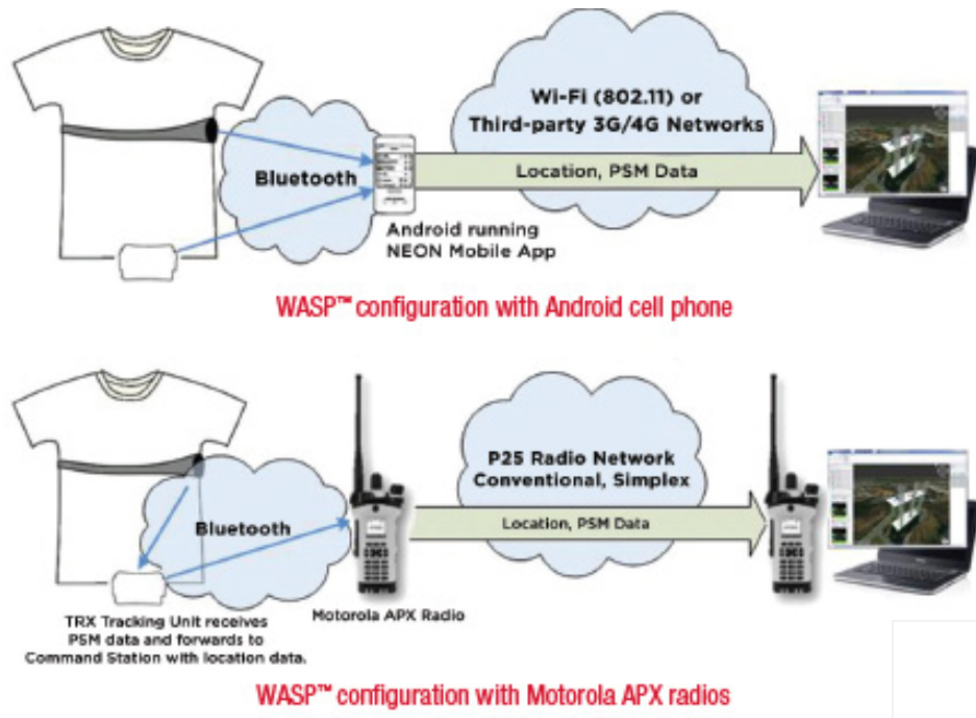 Wi-Fi (802.11) or
Third-party 3G/4G Networks
Bluetooth
Location, PSM Data
Android running
NEON Mobile App
WASP™ configuration with Android cell phone
P25 Radio Network
Conventional, Simplex
Bluetooth
Location, PSM Data
TRX Tracking Unit receives
PSM data and forwards to
Command Station with location data.
Motorola APX Radio
WASP™ configuration with Motorola APX radios